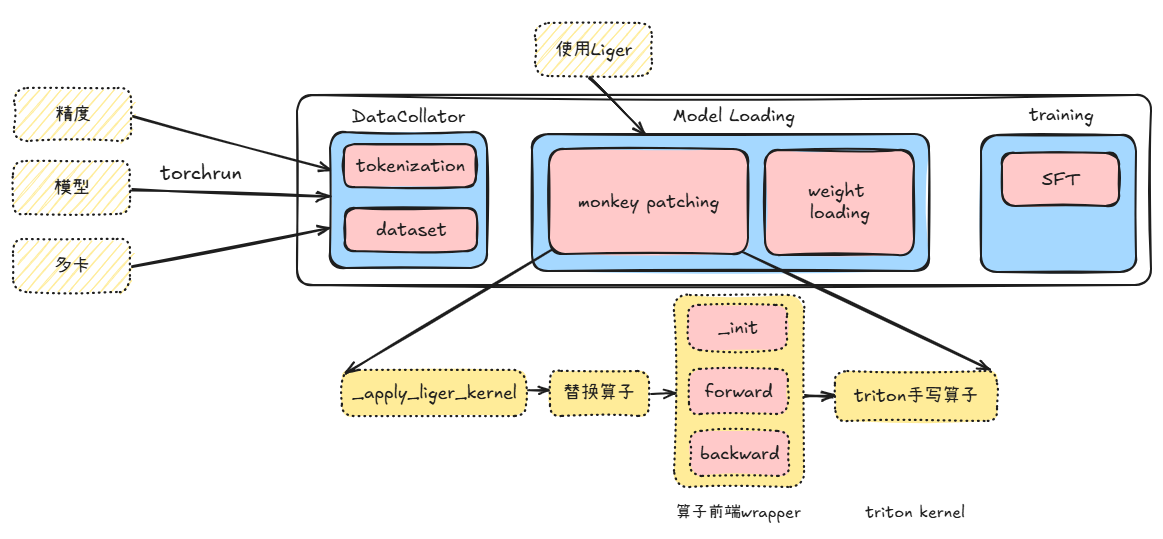 使用Liger
精度
模型
多卡
torchrun
DataCollator
tokenization
dataset
Model Loading
monkey patching
weight
loading
training
SFT
_apply_liger_kernel
替换算子
_init
forward
backward
triton手写算子
算子前端wrapper
triton kernel